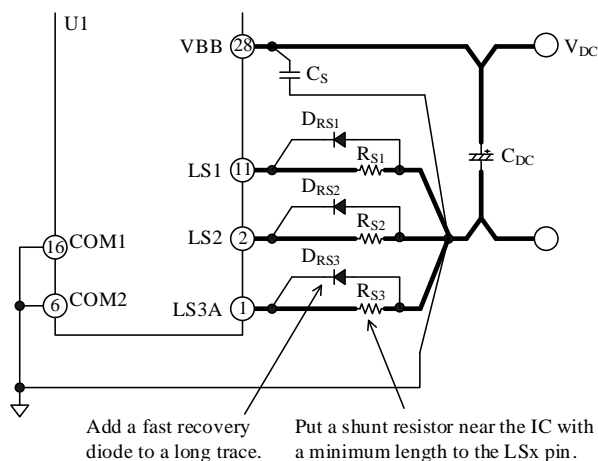 U1
VBB 28
V_DC
C_S
D_RS1
R_S1
LS1 11
C_DC
D_RS2
R_S2
LS2 2
16 COM1
D_RS3
R_S3
6 COM2
LS3A 1
Add a fast recovery
diode to a long trace.
Put a shunt resistor near the IC with
a minimum length to the LSx pin.